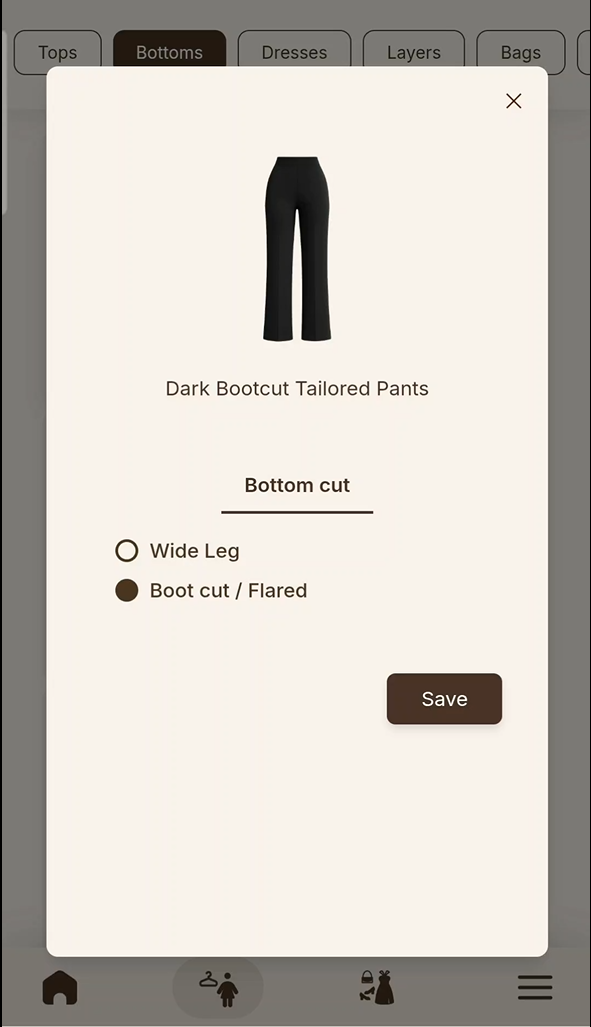 Tops Bottoms Dresses Layers Bags
Dark Bootcut Tailored Pants
Bottom cut
Wide Leg
Boot cut / Flared
Save